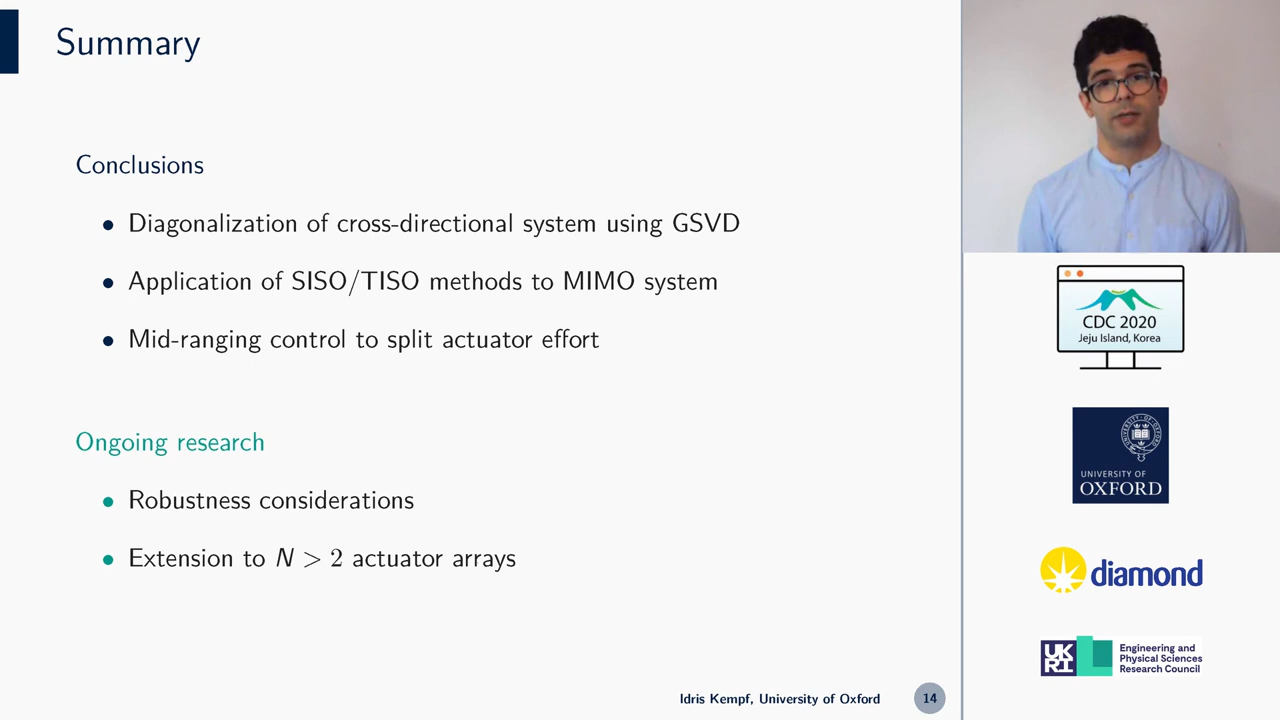 Summary
Conclusions
• Diagonalization of cross-directional system using GSVD
• Application of SISO/TISO methods to MIMO system
• Mid-ranging control to split actuator effort
Ongoing research
• Robustness considerations
• Extension to N > 2 actuator arrays
Idris Kempf, University of Oxford 14
CDC 2020
Jeju Island, Korea
UNIVERSITY OF
OXFORD
diamond
UK
RI
Engineering and
Physical Sciences
Research Council